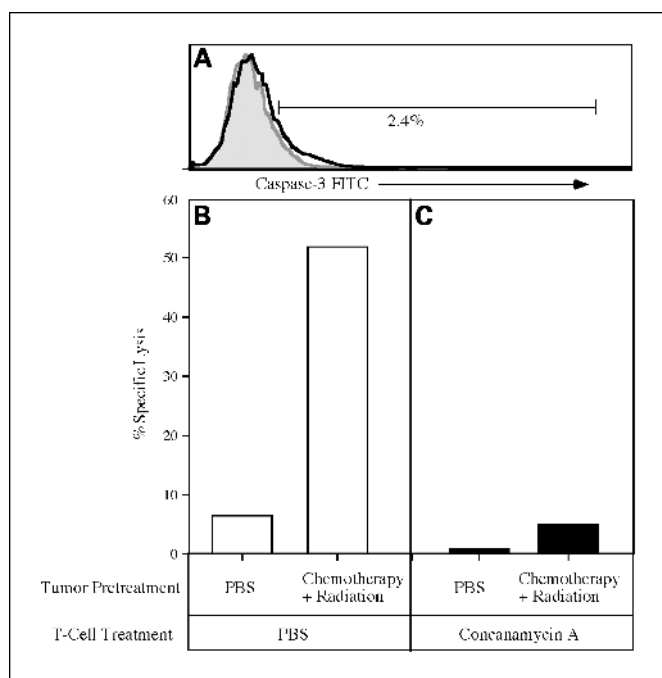 A
2.4%
Caspase-3 FITC
60
B
C
50
40
30
20
10
0
% Specific Lysis
Tumor Pretreatment
PBS
Chemotherapy
+ Radiation
PBS
Chemotherapy
+ Radiation
T-Cell Treatment
PBS
Concanamycin A